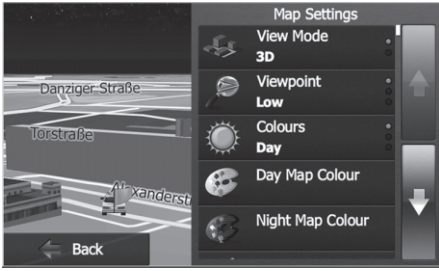 Map Settings
View Mode
3D
Viewpoint
Low
Colours
Day
Day Map Colour
Night Map Colour
Danziger Straße
Torstraße
Alexanderst
Back